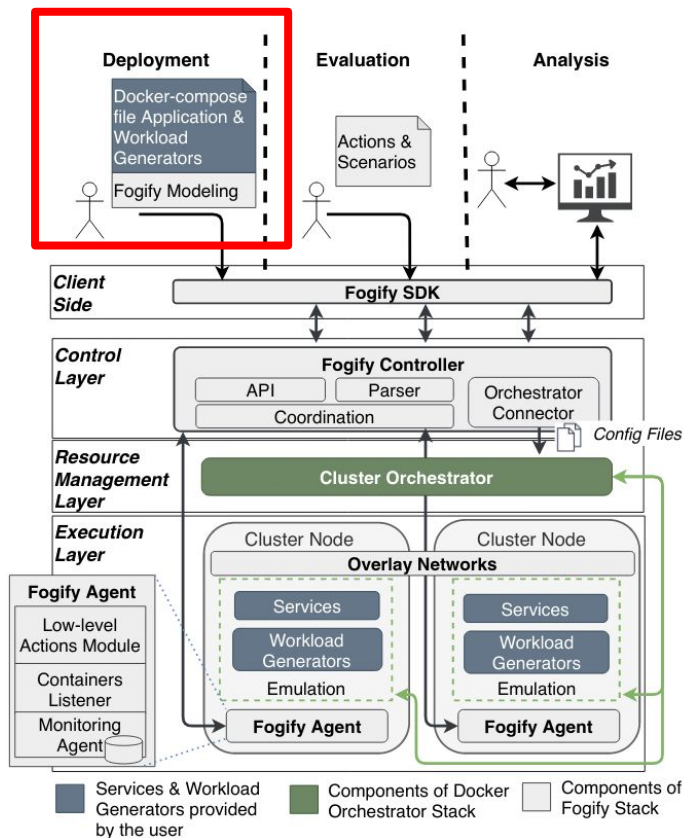 Deployment
Evaluation
Analysis
Docker-compose
file Application &
Workload
Generators
Fogify Modeling
Actions &
Scenarios
Client
Side
Fogify SDK
Control
Layer
Fogify Controller
API
Parser
Coordination
Orchestrator
Connector
Config Files
Resource
Management
Layer
Cluster Orchestrator
Execution
Layer
Cluster Node
Cluster Node
Overlay Networks
Fogify Agent
Low-level
Actions Module
Containers
Listener
Monitoring
Agent
Services
Workload
Generators
Emulation
Fogify Agent
Services
Workload
Generators
Emulation
Fogify Agent
Services & Workload
Generators provided
by the user
Components of Docker
Orchestrator Stack
Components of
Fogify Stack